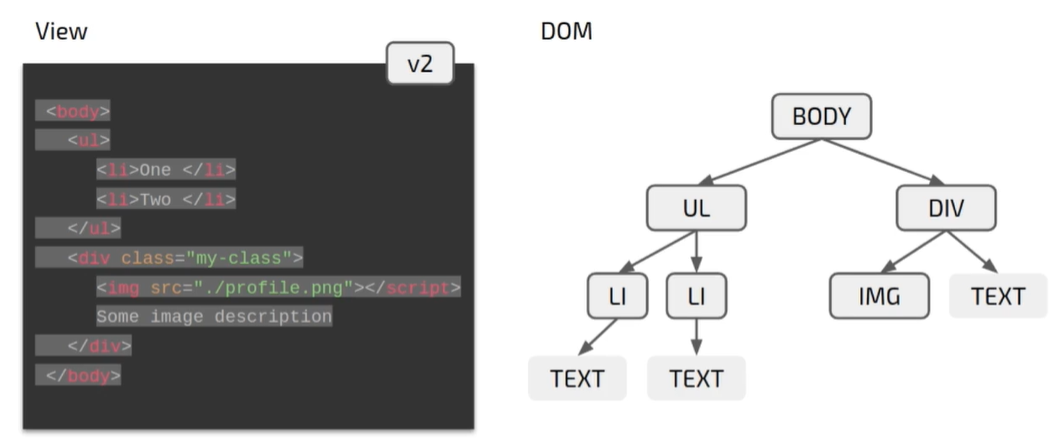 View
v2
<body>
<ul>
<li>One </li>
<li>Two </li>
</ul>
<div class="my-class">
<img src="./profile.png"></script>
Some image description
</div>
</body>
DOM
BODY
UL
DIV
LI
LI
IMG
TEXT
TEXT
TEXT